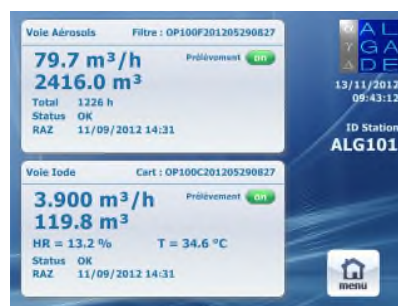 Voie Aérosols Filtre : OP100F201205290827
79.7 m³/h Prélèvement on
2416.0 m³
Total 1226 h
Status OK
RAZ 11/09/2012 14:31
Voie Iode Cart : OP100C201205290827
3.900 m³/h Prélèvement on
119.8 m³
HR = 13.2 % T = 34.6 °C
Status OK
RAZ 11/09/2012 14:31
AL
GA
DE
13/11/2012
09:43:12
ID Station
ALG101
menu